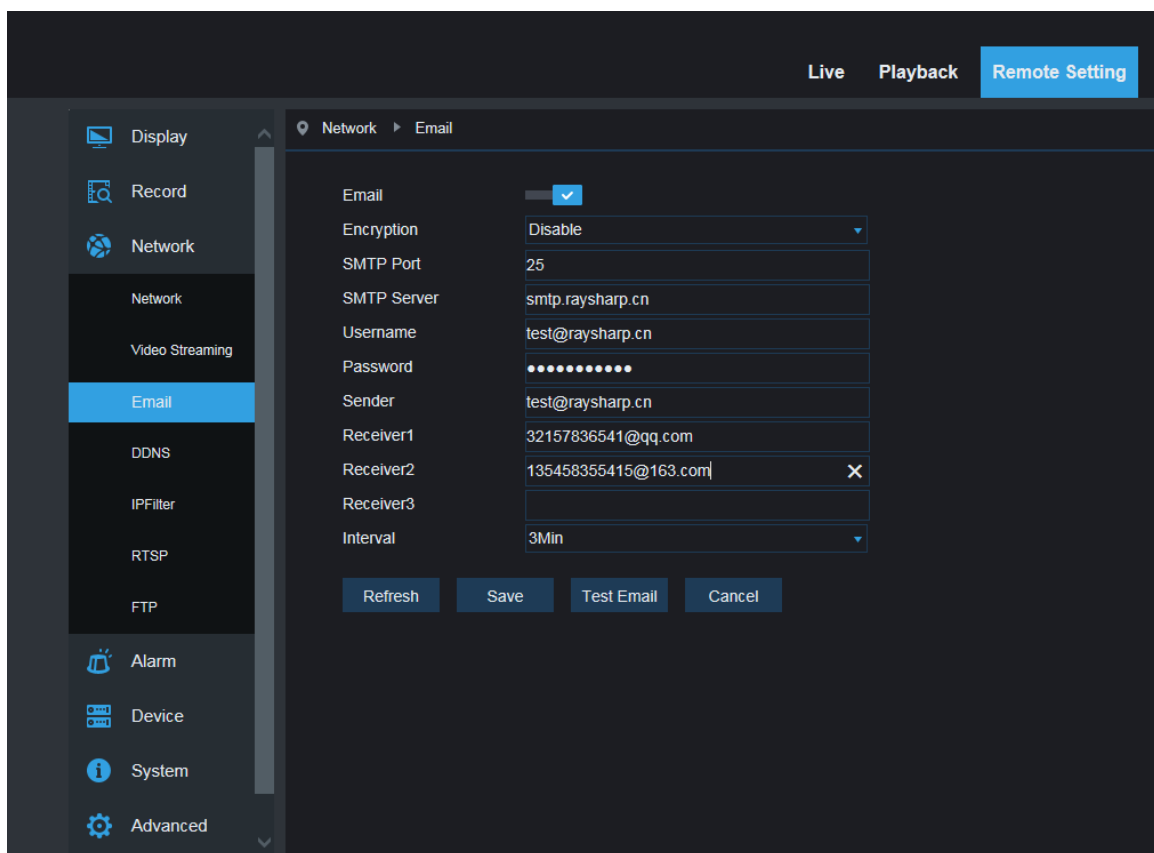 Live Playback Remote Setting
Display
Record
Network
Network
Video Streaming
Email
DDNS
IPFilter
RTSP
FTP
Alarm
Device
System
Advanced
Network Email
Email
Encryption Disable
SMTP Port 25
SMTP Server smtp.raysharp.cn
Username test@raysharp.cn
Password •••••••••••
Sender test@raysharp.cn
Receiver1 32157836541@qq.com
Receiver2 135458355415@163.com
Receiver3
Interval 3Min
Refresh Save Test Email Cancel